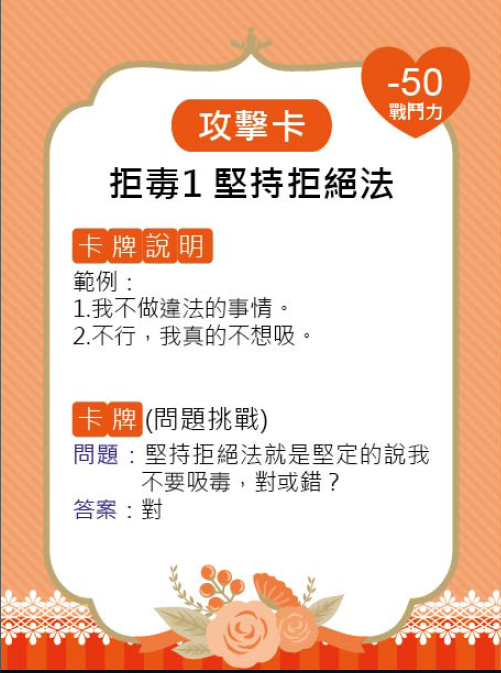 -50
戰鬥力
攻擊卡
拒毒1 堅持拒絕法
卡牌說明
範例：
1.我不做違法的事情。
2.不行，我真的不想吸。
卡牌(問題挑戰)
問題：堅持拒絕法就是堅定的說我
不要吸毒，對或錯？
答案：對